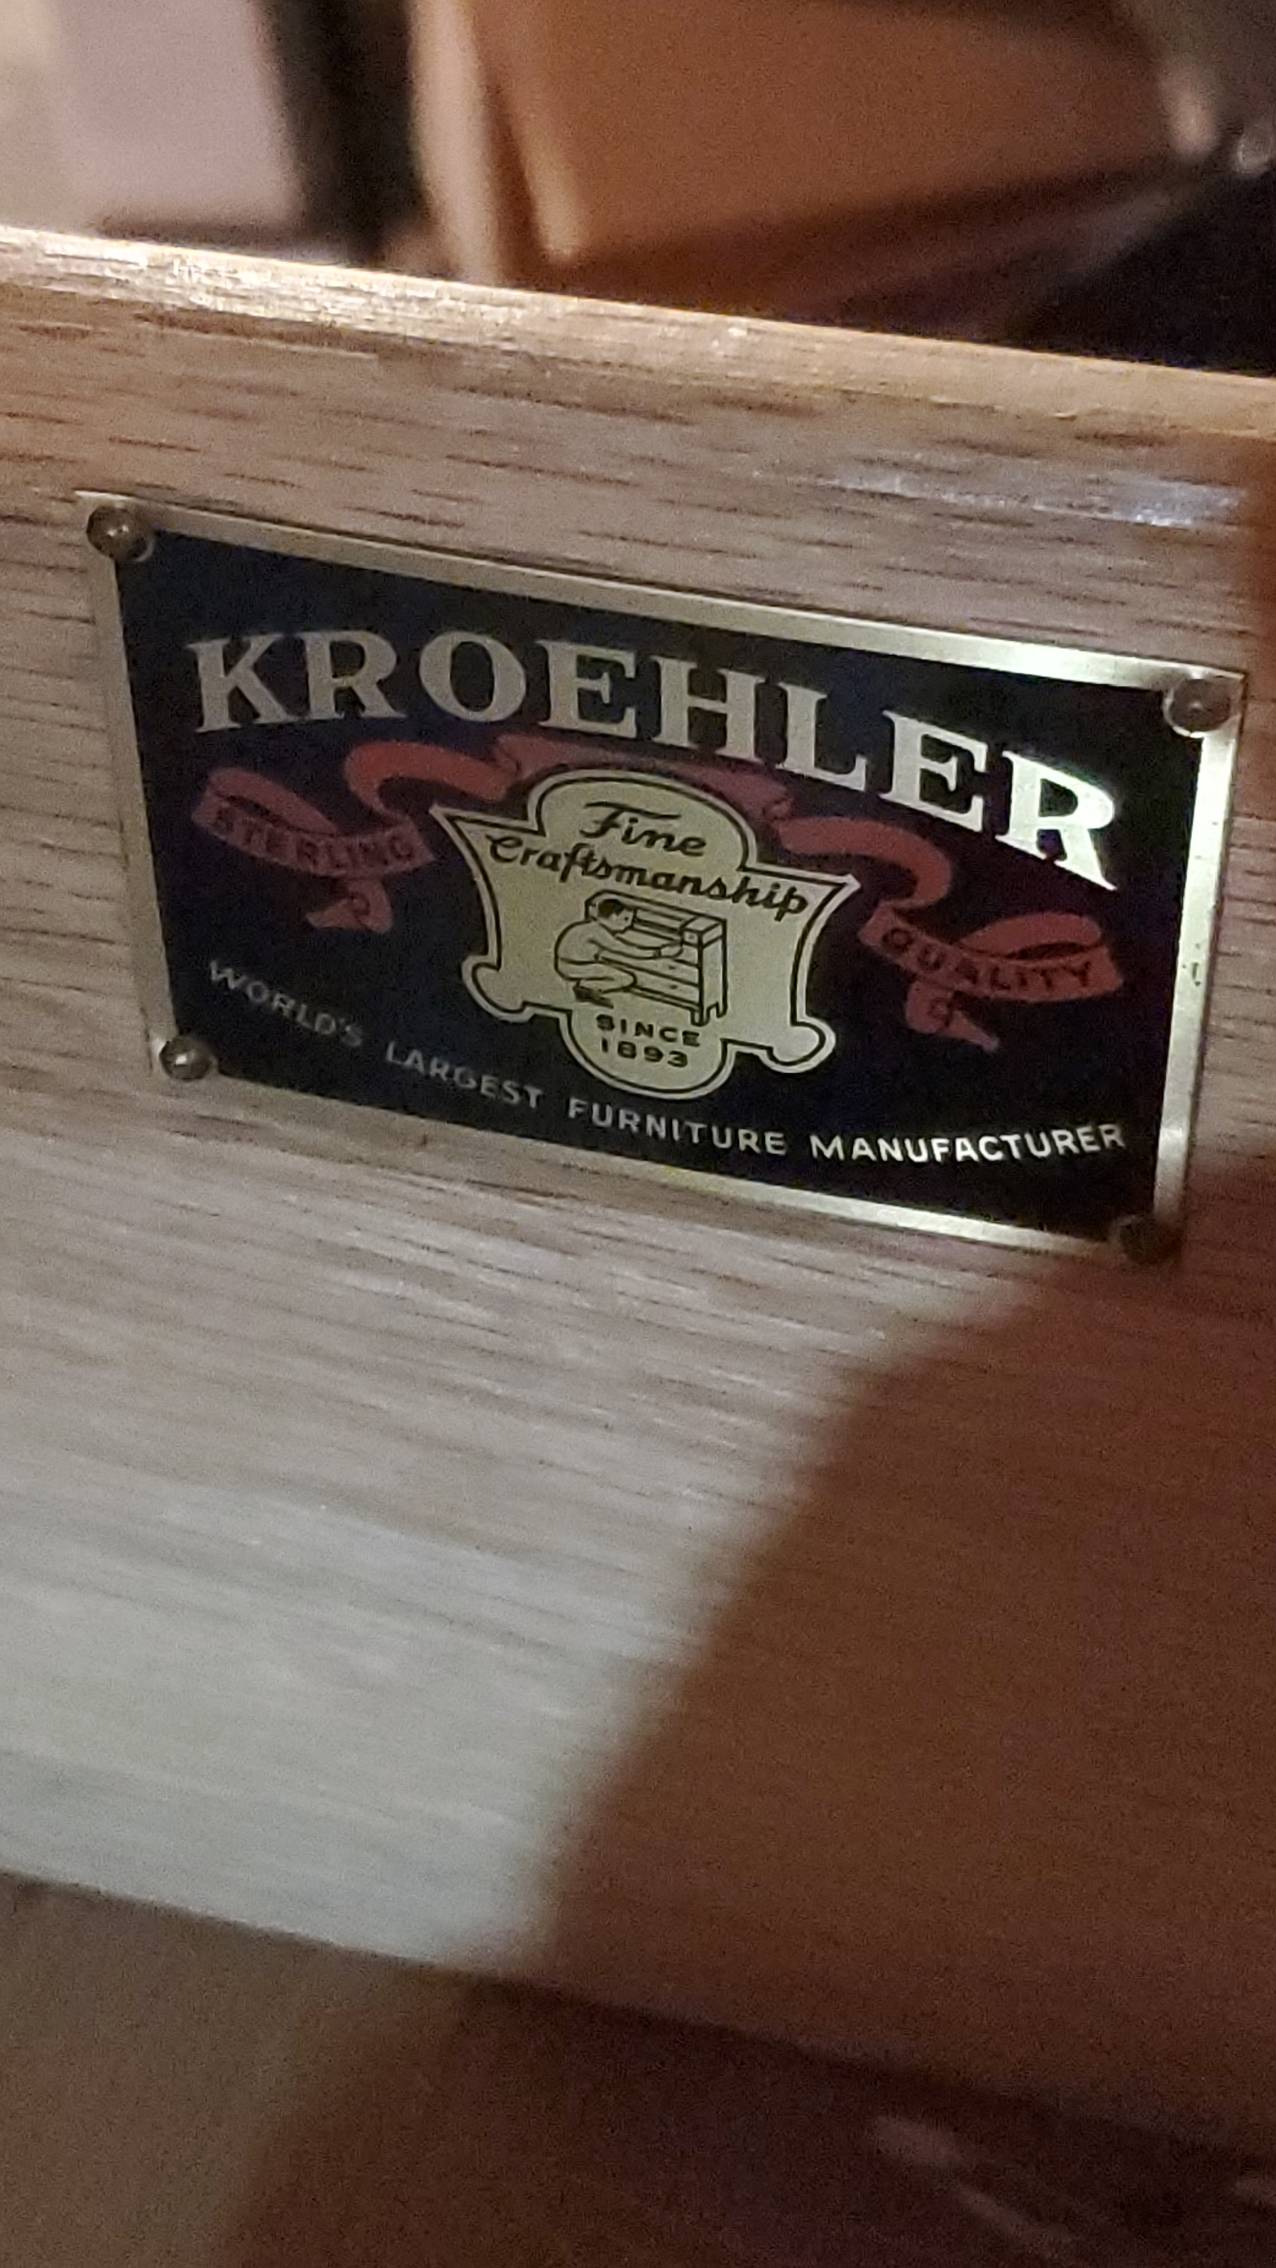 KROEHLER
STERLING
Fine
Craftsmanship
QUALITY
SINCE
1893
WORLD'S LARGEST FURNITURE MANUFACTURER